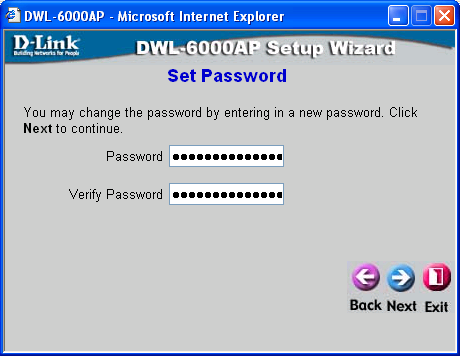 DWL-6000AP - Microsoft Internet Explorer
D-Link
Building Networks for People
DWL-6000AP Setup Wizard
Set Password
You may change the password by entering in a new password. Click
Next to continue.
Password ●●●●●●●●●●●●●●
Verify Password ●●●●●●●●●●●●●●
Back Next Exit